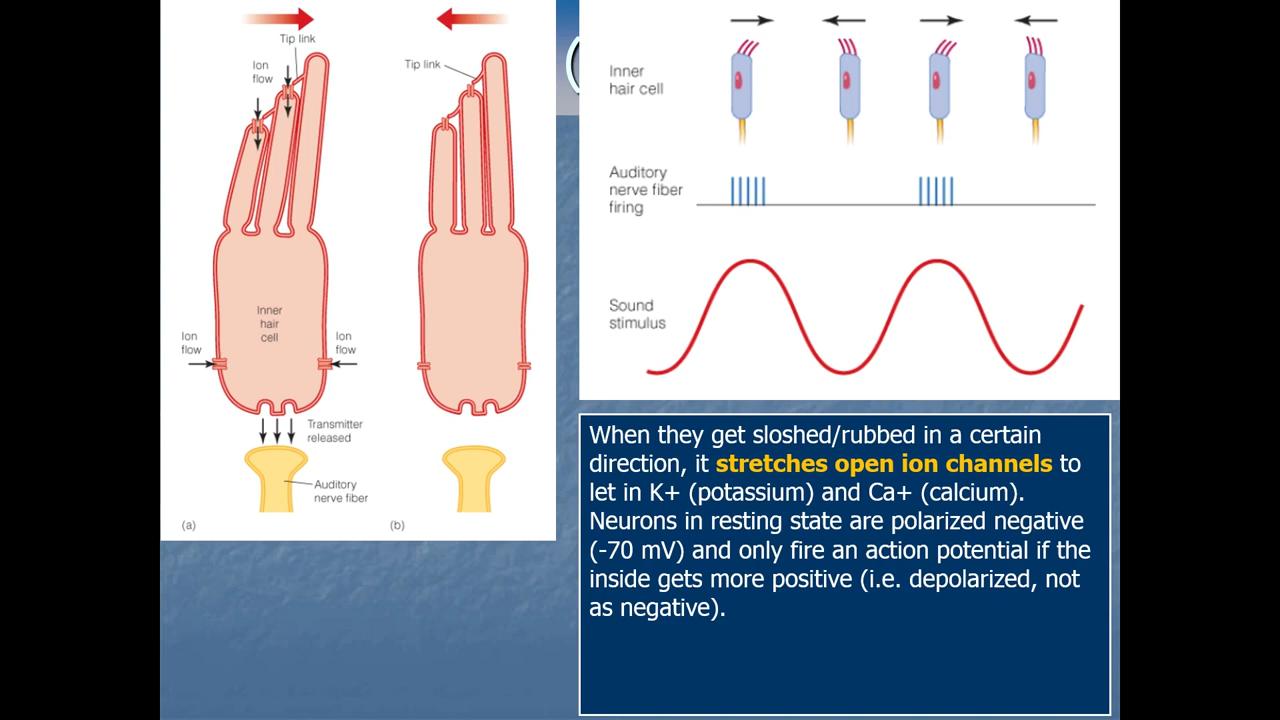 Tip link
Ion
flow
Inner
hair
cell
Ion
flow
Ion
flow
Transmitter
released
Auditory
nerve fiber
(a)
Tip link
(b)
Inner
hair cell
Auditory
nerve fiber
firing
Sound
stimulus
When they get sloshed/rubbed in a certain
direction, it stretches open ion channels to
let in K+ (potassium) and Ca+ (calcium).
Neurons in resting state are polarized negative
(-70 mV) and only fire an action potential if the
inside gets more positive (i.e. depolarized, not
as negative).